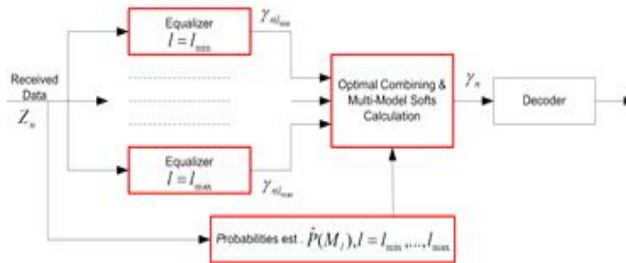 Equalizer
l = l_min
γ_n|l_min
Received
Data
Z_n
Optimal Combining &
Multi-Model Softs
Calculation
γ_n
Decoder
Equalizer
l = l_max
γ_n|l_max
Probabilities est . P̂(M_l), l = l_min,...,l_max